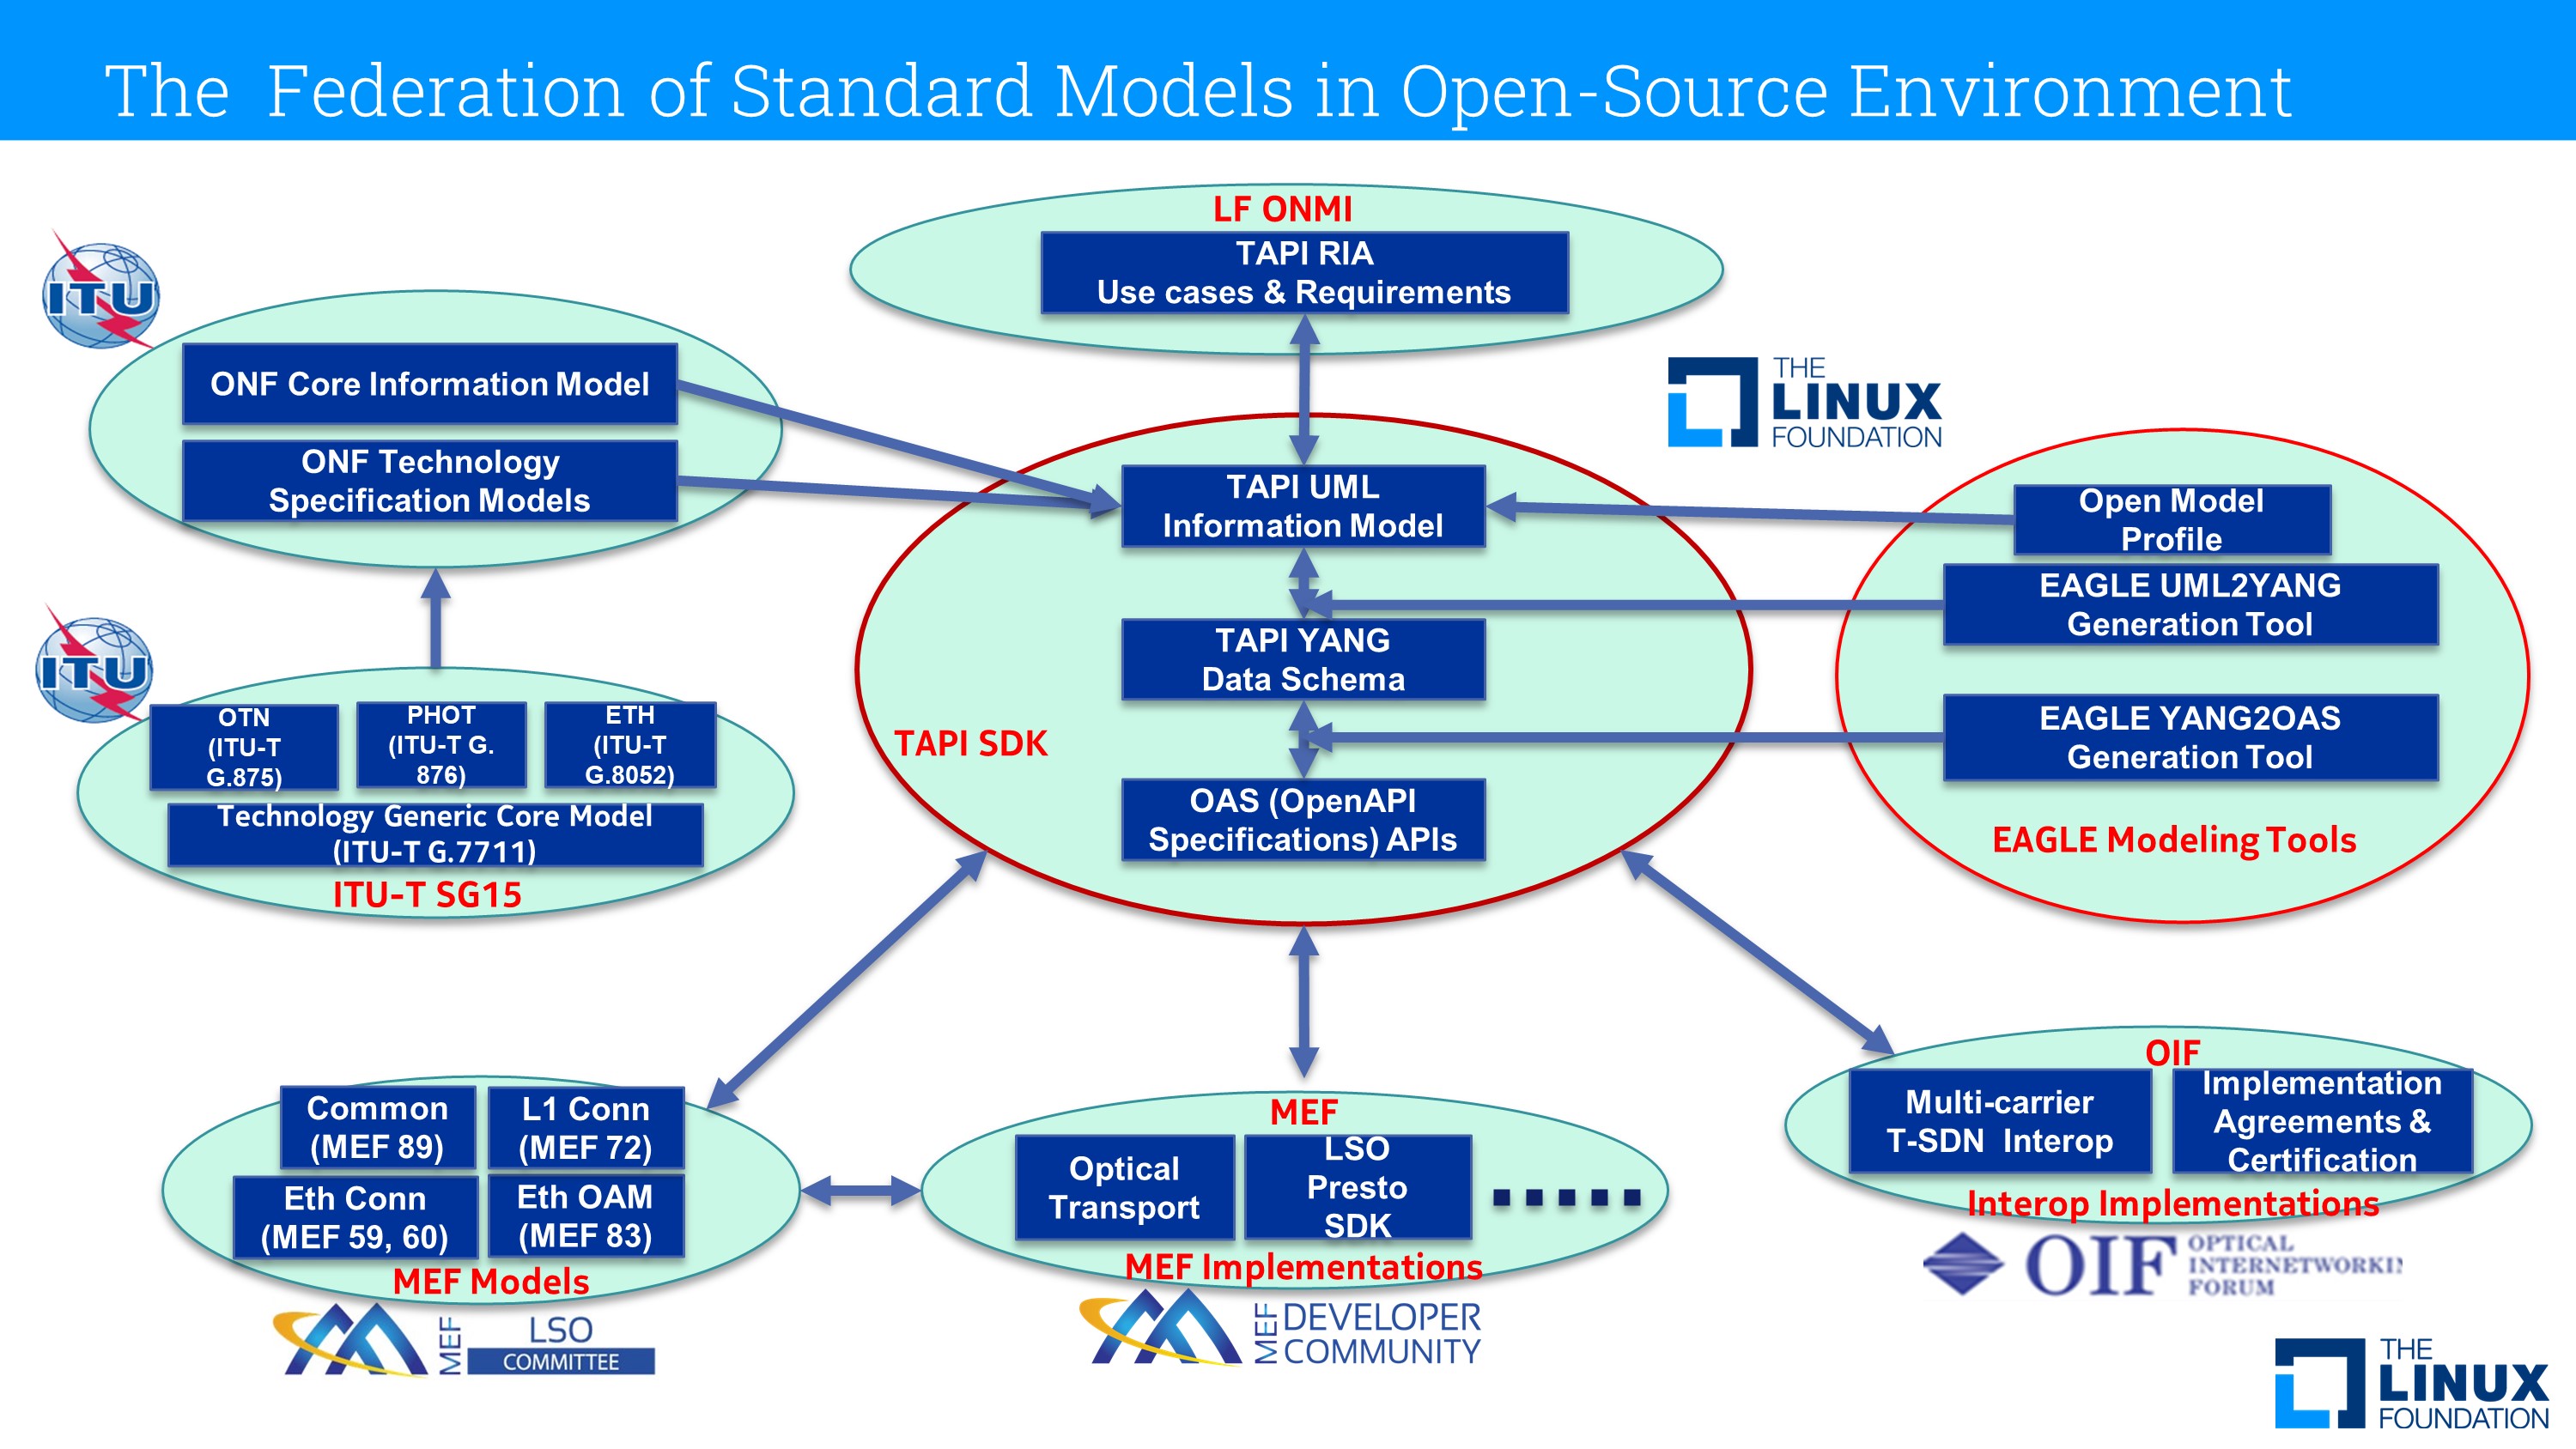 The Federation of Standard Models in Open-Source Environment
LF ONMI
TAPI RIA
Use cases & Requirements
ITU
ONF Core Information Model
ONF Technology
Specification Models
THE
LINUX
FOUNDATION
TAPI UML
Information Model
Open Model
Profile
EAGLE UML2YANG
Generation Tool
TAPI YANG
Data Schema
EAGLE YANG2OAS
Generation Tool
TAPI SDK
OAS (OpenAPI
Specifications) APIs
EAGLE Modeling Tools
ITU
OTN
(ITU-T
G.875)
PHOT
(ITU-T G.
876)
ETH
(ITU-T
G.8052)
Technology Generic Core Model
(ITU-T G.7711)
ITU-T SG15
Common
(MEF 89)
L1 Conn
(MEF 72)
Eth Conn
(MEF 59, 60)
Eth OAM
(MEF 83)
MEF Models
MEF
LSO
COMMITTEE
MEF
Optical
Transport
LSO
Presto
SDK
MEF Implementations
MEF
DEVELOPER
COMMUNITY
OIF
Multi-carrier
T-SDN Interop
Implementation
Agreements &
Certification
Interop Implementations
OIF
OPTICAL
INTERNETWORKIN
FORUM
THE
LINUX
FOUNDATION